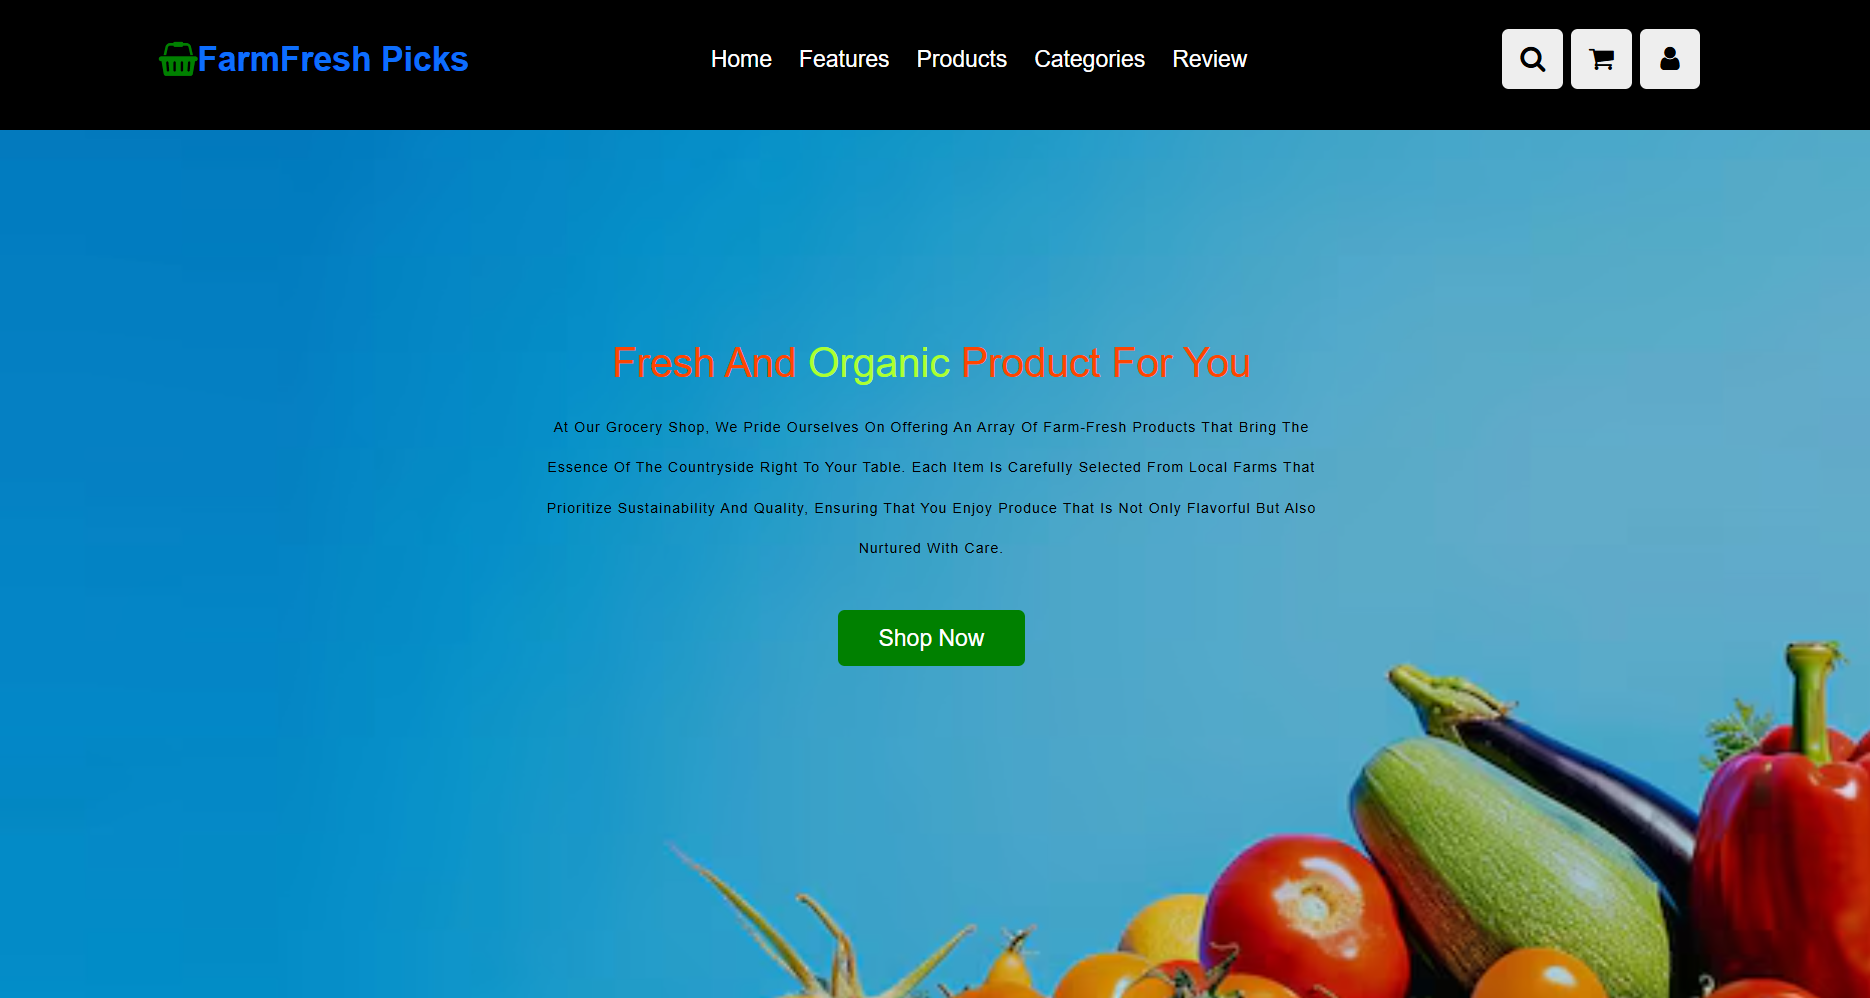 FarmFresh Picks
Home Features Products Categories Review
Fresh And Organic Product For You
At Our Grocery Shop, We Pride Ourselves On Offering An Array Of Farm-Fresh Products That Bring The
Essence Of The Countryside Right To Your Table. Each Item Is Carefully Selected From Local Farms That
Prioritize Sustainability And Quality, Ensuring That You Enjoy Produce That Is Not Only Flavorful But Also
Nurtured With Care.
Shop Now